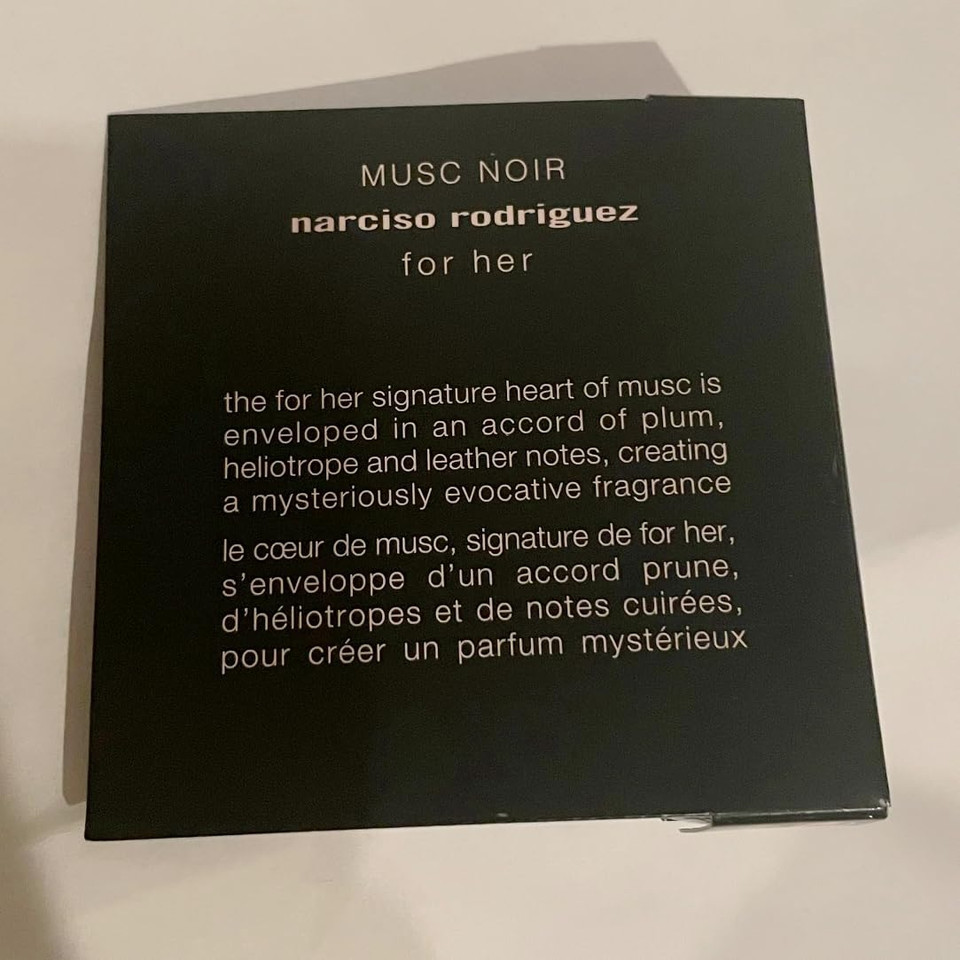 MUSC NOIR
narciso rodriguez
for her
the for her signature heart of musc is
enveloped in an accord of plum,
heliotrope and leather notes, creating
a mysteriously evocative fragrance
le cœur de musc, signature de for her,
s'enveloppe d'un accord prune,
d'héliotropes et de notes cuirées,
pour créer un parfum mystérieux